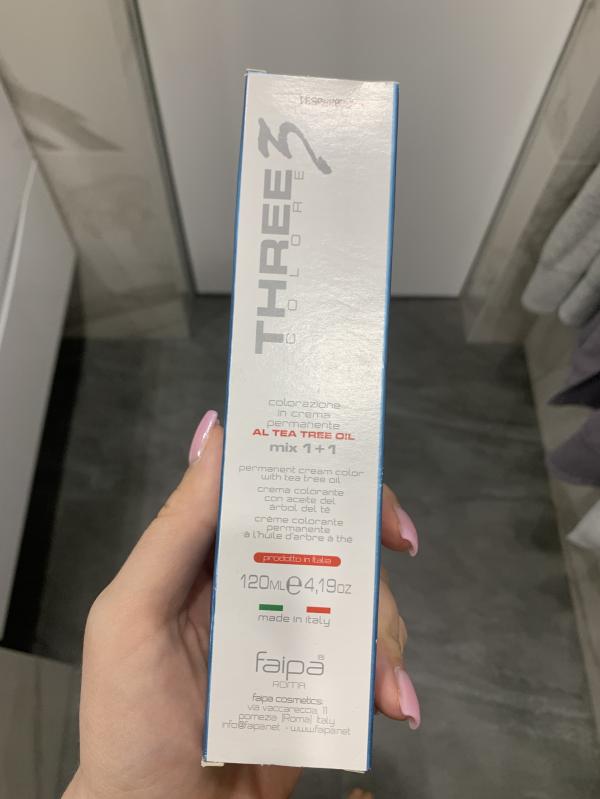 THREE 3
COLORE
colorazione
in crema
permanente
AL TEA TREE OIL
mix 1+1
permanent cream color
with tea tree oil
crema colorante
con aceite del
árbol del té
crème colorante
permanente
à l'huile d'arbre à thé
prodotto in Italia
120ML e 4,19OZ
made in italy
faipa®
ROMA
faipa cosmetics:
via vaccareccia, 11
pomezia (Roma) Italy
info@faipa.net - www.faipa.net